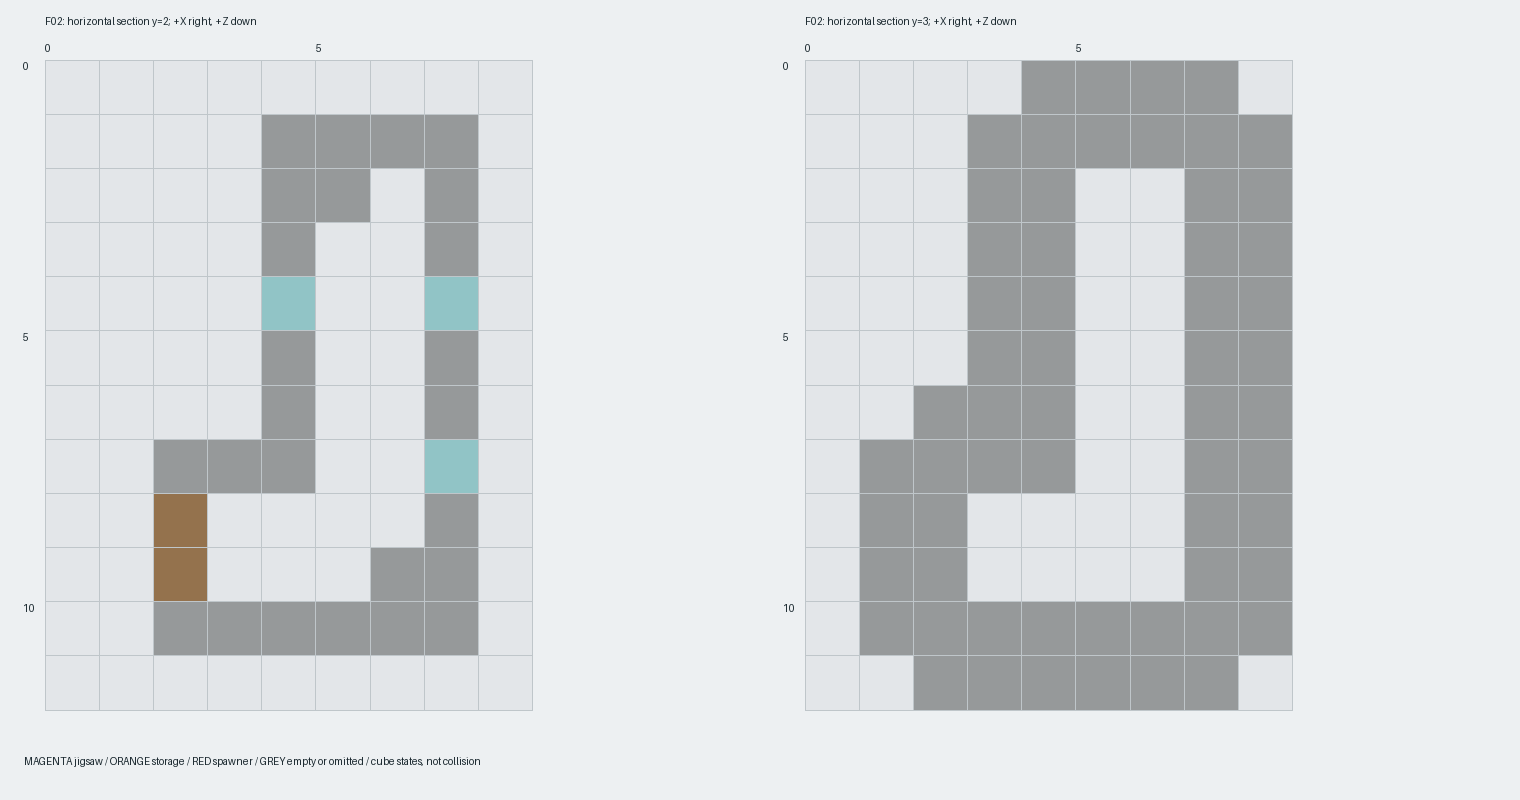 F02: horizontal section y=2; +X right, +Z down
0 5
0
5
10
F02: horizontal section y=3; +X right, +Z down
0 5
0
5
10
MAGENTA jigsaw / ORANGE storage / RED spawner / GREY empty or omitted / cube states, not collision